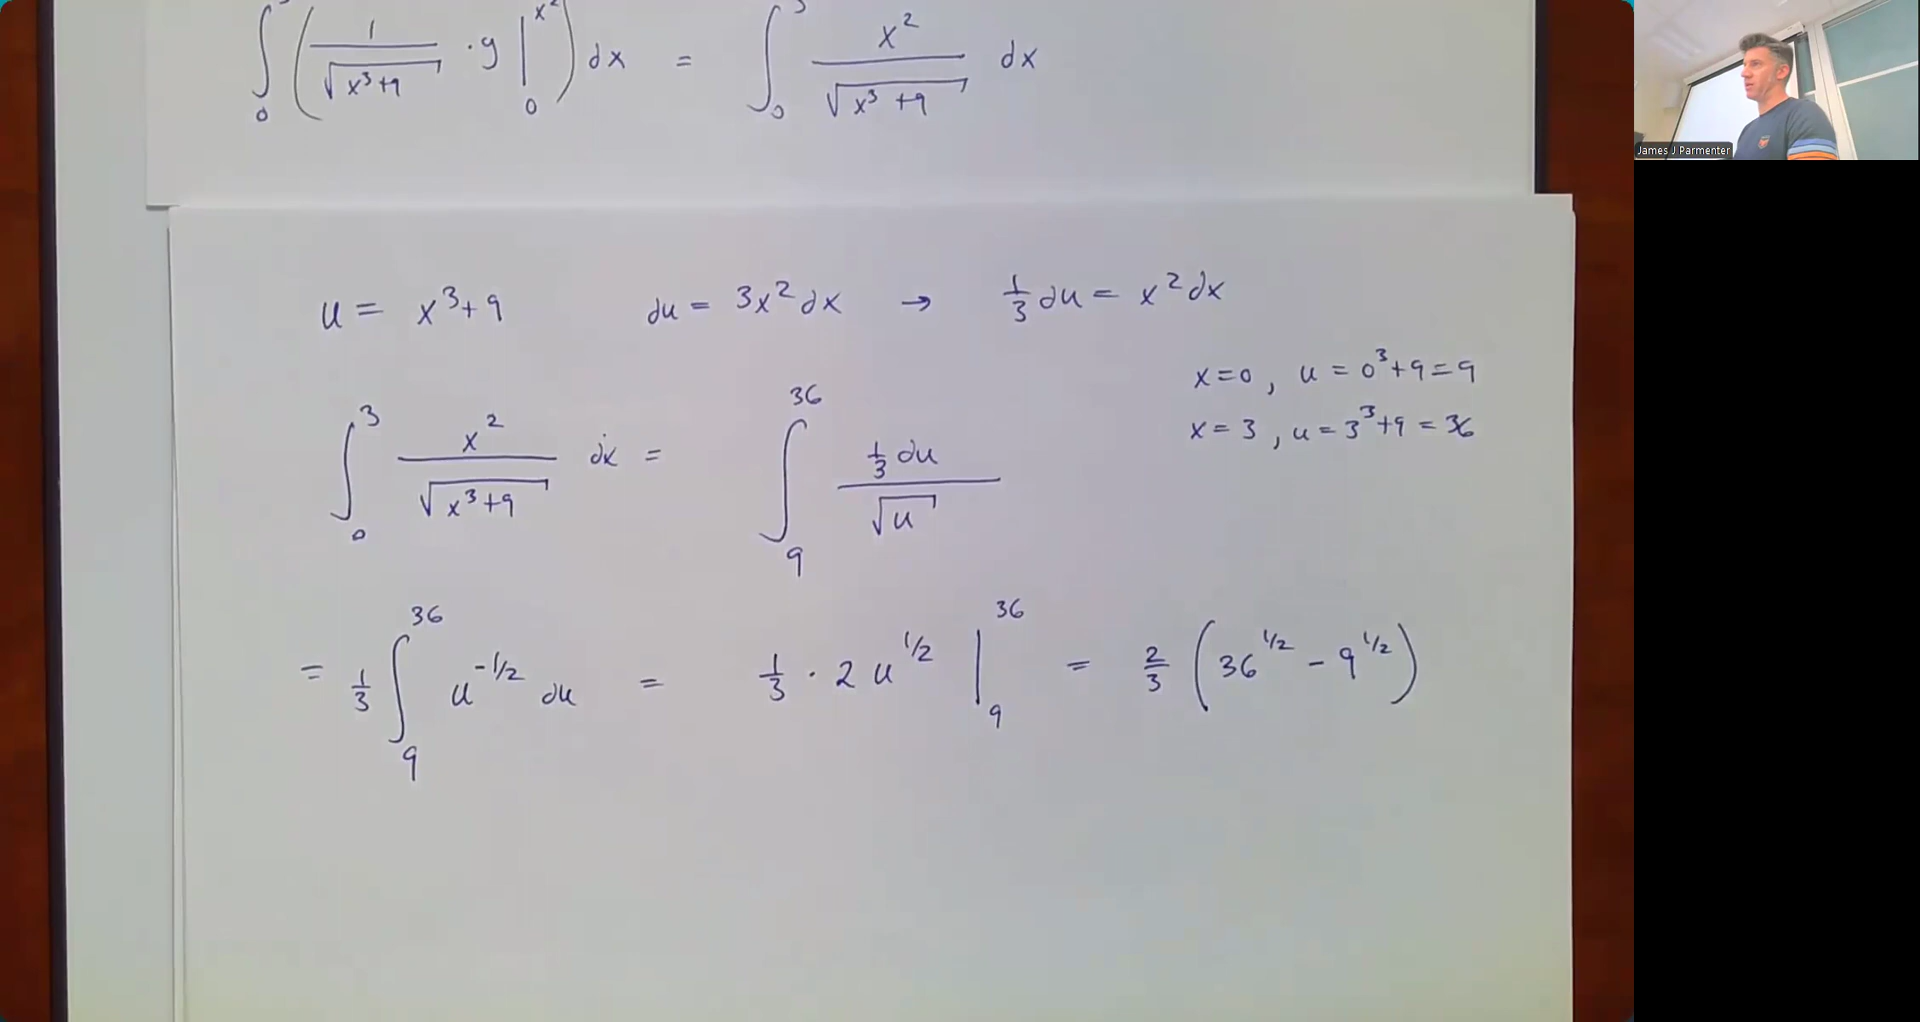 ∫₀³ ( 1/√(x³+9) · y |₀^x² ) dx = ∫₀³ x²/√(x³+9) dx
James J Parmenter
u = x³+9   du = 3x² dx → 1/3 du = x² dx
x=0, u = 0³+9=9
x=3, u=3³+9=36
∫₀³ x²/√(x³+9) dx = ∫₉³⁶ 1/3 du/√u
= 1/3 ∫₉³⁶ u^(-1/2) du = 1/3 · 2 u^(1/2) |₉³⁶ = 2/3 (36^(1/2) - 9^(1/2))